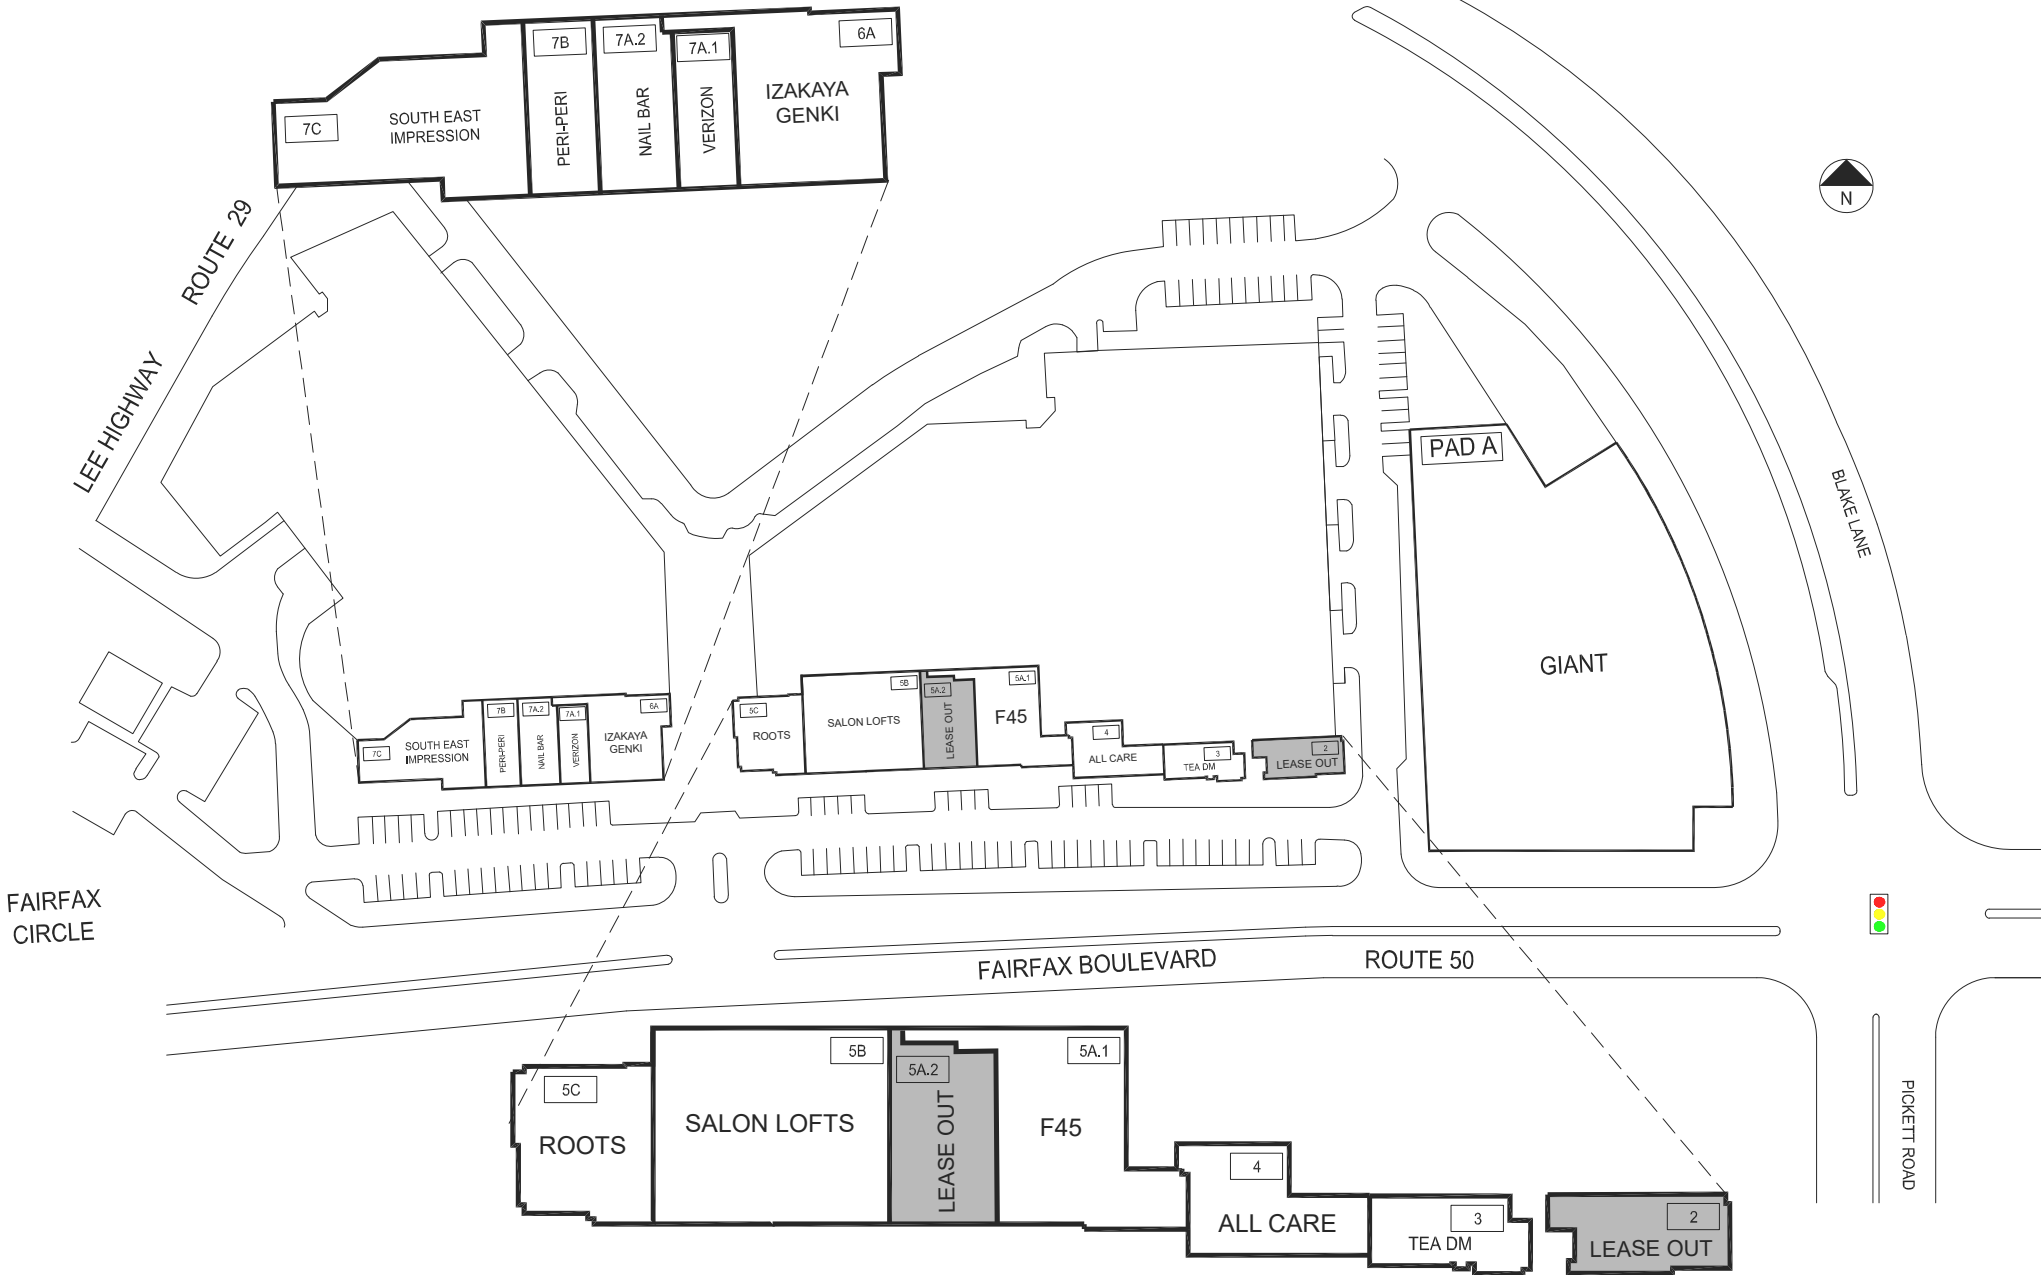 7B
7A.2
7A.1
6A
7C
SOUTH EAST
IMPRESSION
PERI-PERI
NAIL BAR
VERIZON
IZAKAYA
GENKI
N
LEE HIGHWAY
ROUTE 29
PAD A
GIANT
BLAKE LANE
7C
SOUTH EAST
IMPRESSION
7B
PERI-PERI
7A.2
NAIL BAR
7A.1
VERIZON
6A
IZAKAYA
GENKI
5C
ROOTS
5B
SALON LOFTS
5A.2
LEASE OUT
5A.1
F45
4
ALL CARE
3
TEA DM
2
LEASE OUT
FAIRFAX
CIRCLE
FAIRFAX BOULEVARD
ROUTE 50
PICKETT ROAD
5C
ROOTS
5B
SALON LOFTS
5A.2
LEASE OUT
5A.1
F45
4
ALL CARE
3
TEA DM
2
LEASE OUT